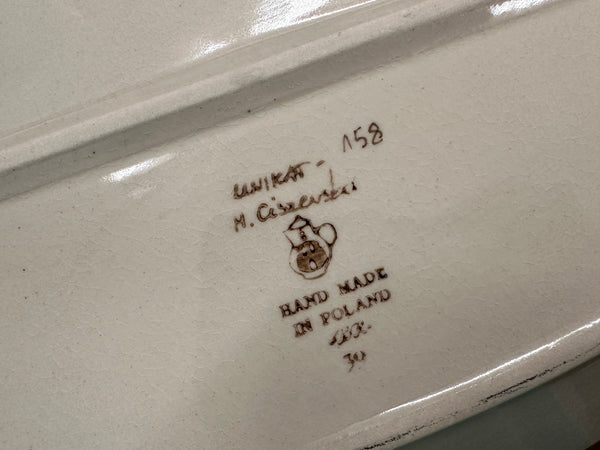 UNIKAT - 158
M. Ciszewski
HAND MADE
IN POLAND
30